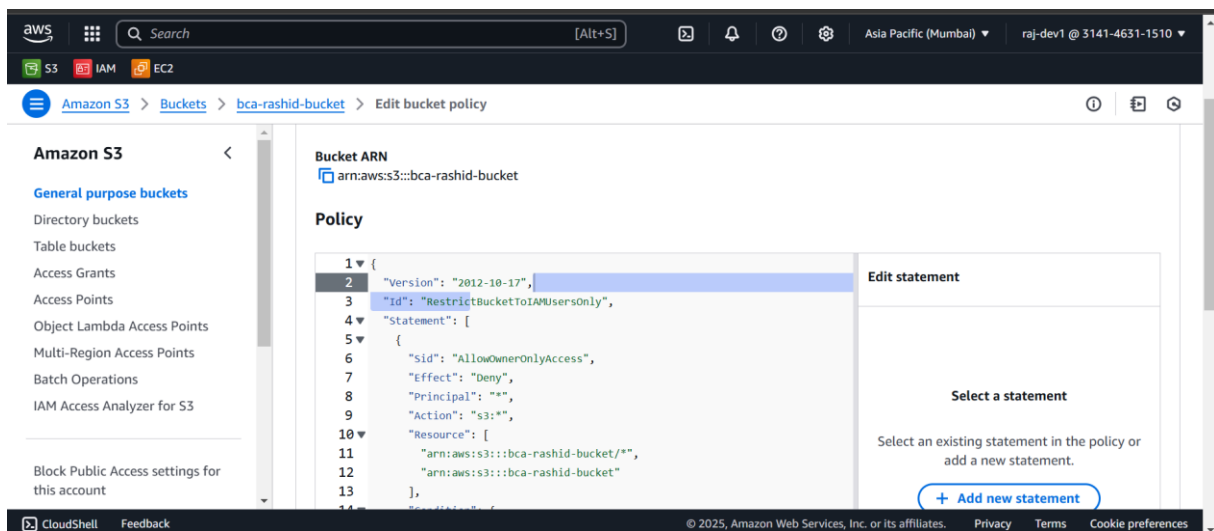 aws Search [Alt+S] Asia Pacific (Mumbai) ▼ raj-dev1 @ 3141-4631-1510 ▼
S3 IAM EC2
Amazon S3 > Buckets > bca-rashid-bucket > Edit bucket policy
Amazon S3
General purpose buckets
Directory buckets
Table buckets
Access Grants
Access Points
Object Lambda Access Points
Multi-Region Access Points
Batch Operations
IAM Access Analyzer for S3
Block Public Access settings for
this account
Bucket ARN
arn:aws:s3:::bca-rashid-bucket
Policy
1 {
2 "Version": "2012-10-17",
3 "Id": "RestrictBucketToIAMUsersOnly",
4 "Statement": [
5 {
6 "Sid": "AllowOwnerOnlyAccess",
7 "Effect": "Deny",
8 "Principal": "*",
9 "Action": "s3:*",
10 "Resource": [
11 "arn:aws:s3:::bca-rashid-bucket/*",
12 "arn:aws:s3:::bca-rashid-bucket"
13 ],
14 "Condition": {
Edit statement
Select a statement
Select an existing statement in the policy or
add a new statement.
+ Add new statement
CloudShell Feedback © 2025, Amazon Web Services, Inc. or its affiliates. Privacy Terms Cookie preferences